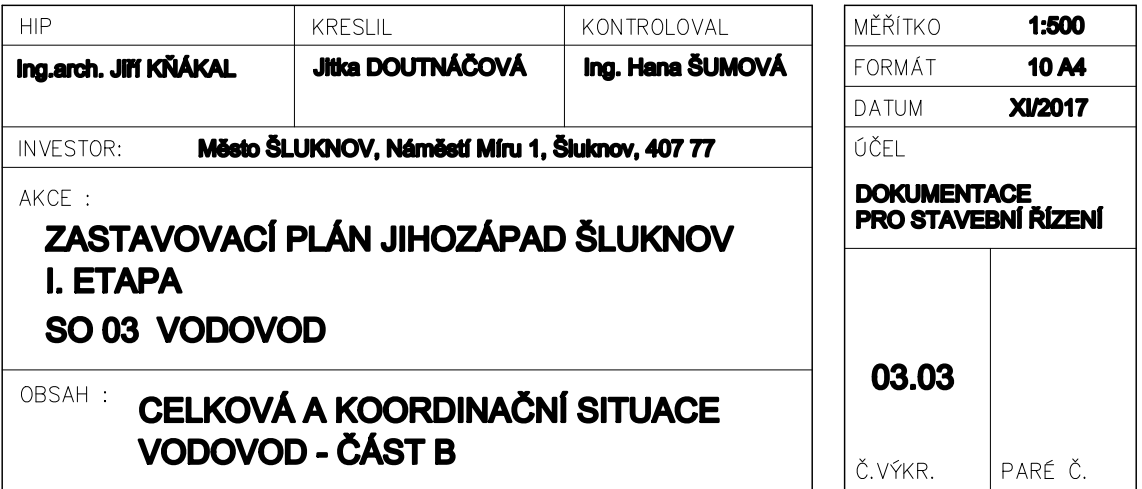 HIP KRESLIL KONTROLOVAL
Ing.arch. Jiří KŇÁKAL Jitka DOUTNÁČOVÁ Ing. Hana ŠUMOVÁ
INVESTOR: Město ŠLUKNOV, Náměstí Míru 1, Šluknov, 407 77
AKCE :
ZASTAVOVACÍ PLÁN JIHOZÁPAD ŠLUKNOV
I. ETAPA
SO 03 VODOVOD
OBSAH :
CELKOVÁ A KOORDINAČNÍ SITUACE
VODOVOD - ČÁST B
MĚŘÍTKO 1:500
FORMÁT 10 A4
DATUM XI/2017
ÚČEL
DOKUMENTACE
PRO STAVEBNÍ ŘÍZENÍ
03.03
Č.VÝKR. PARÉ Č.